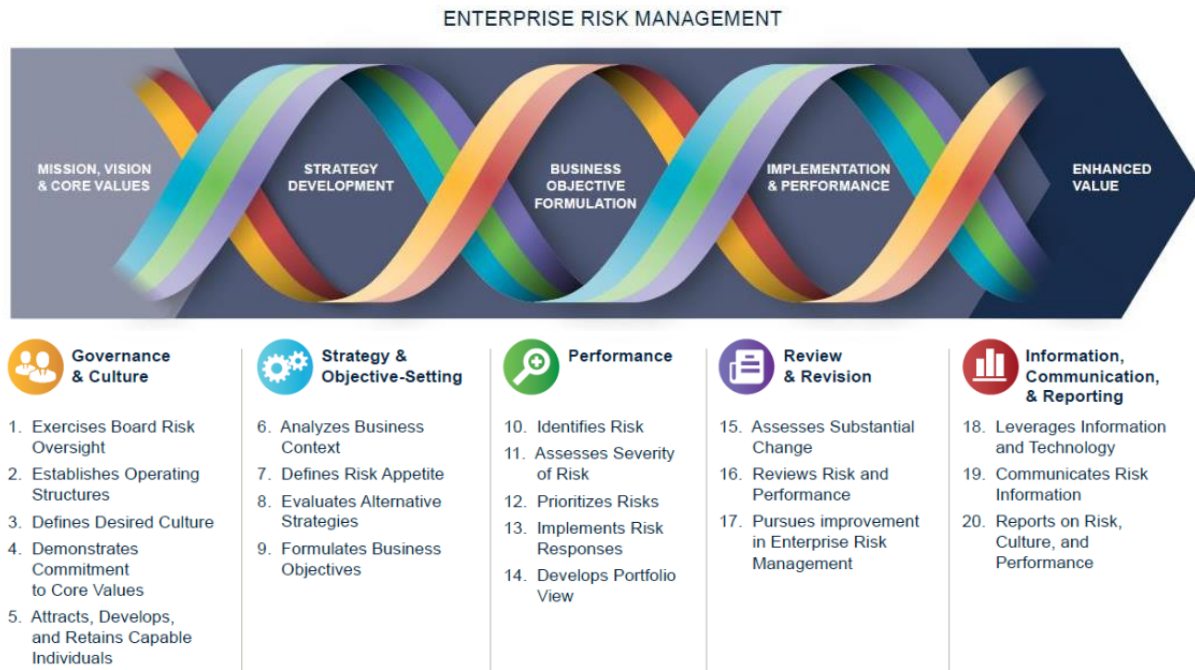 ENTERPRISE RISK MANAGEMENT
MISSION, VISION
& CORE VALUES
STRATEGY
DEVELOPMENT
BUSINESS
OBJECTIVE
FORMULATION
IMPLEMENTATION
& PERFORMANCE
ENHANCED
VALUE
Governance
& Culture
1. Exercises Board Risk
Oversight
2. Establishes Operating
Structures
3. Defines Desired Culture
4. Demonstrates
Commitment
to Core Values
5. Attracts, Develops,
and Retains Capable
Individuals
Strategy &
Objective-Setting
6. Analyzes Business
Context
7. Defines Risk Appetite
8. Evaluates Alternative
Strategies
9. Formulates Business
Objectives
Performance
10. Identifies Risk
11. Assesses Severity
of Risk
12. Prioritizes Risks
13. Implements Risk
Responses
14. Develops Portfolio
View
Review
& Revision
15. Assesses Substantial
Change
16. Reviews Risk and
Performance
17. Pursues improvement
in Enterprise Risk
Management
Information,
Communication,
& Reporting
18. Leverages Information
and Technology
19. Communicates Risk
Information
20. Reports on Risk,
Culture, and
Performance